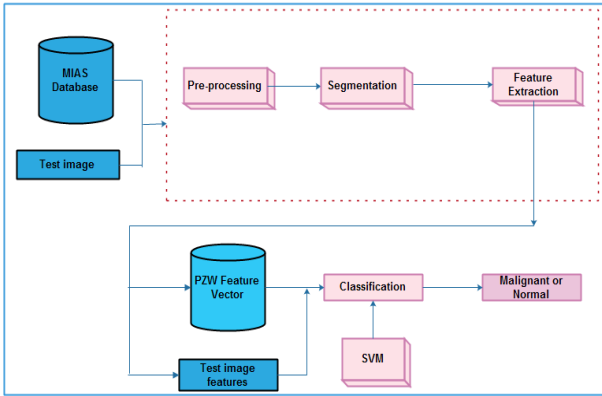 MIAS
Database
Pre-processing
Segmentation
Feature
Extraction
Test image
PZW Feature
Vector
Classification
Malignant or
Normal
SVM
Test image
features